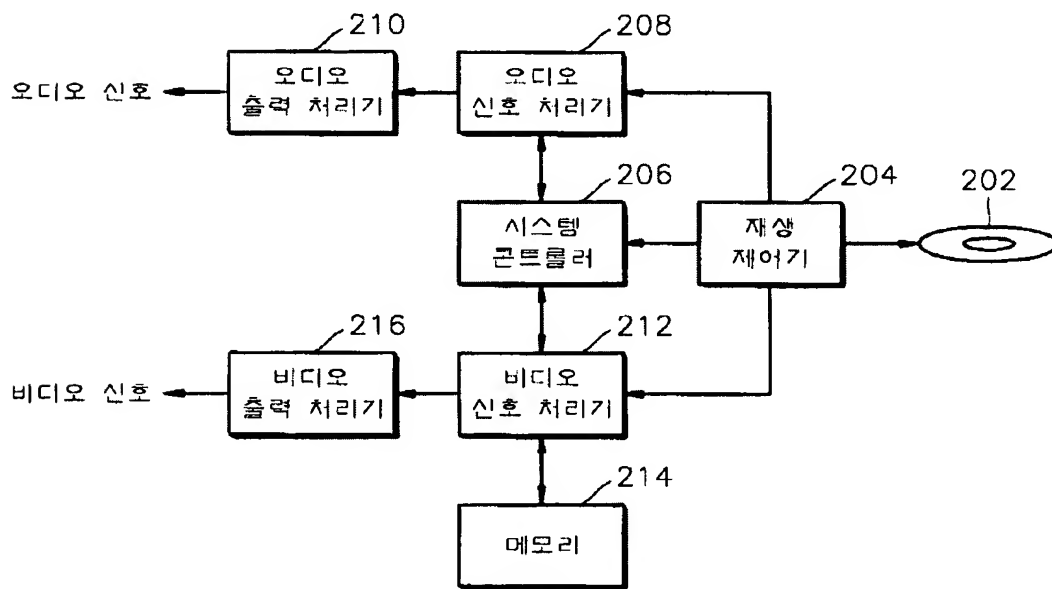 210
208
오디오 신호
오디오
출력 처리기
오디오
신호 처리기
206
204
202
시스템
콘트롤러
재생
제어기
216
212
비디오 신호
비디오
출력 처리기
비디오
신호 처리기
214
메모리